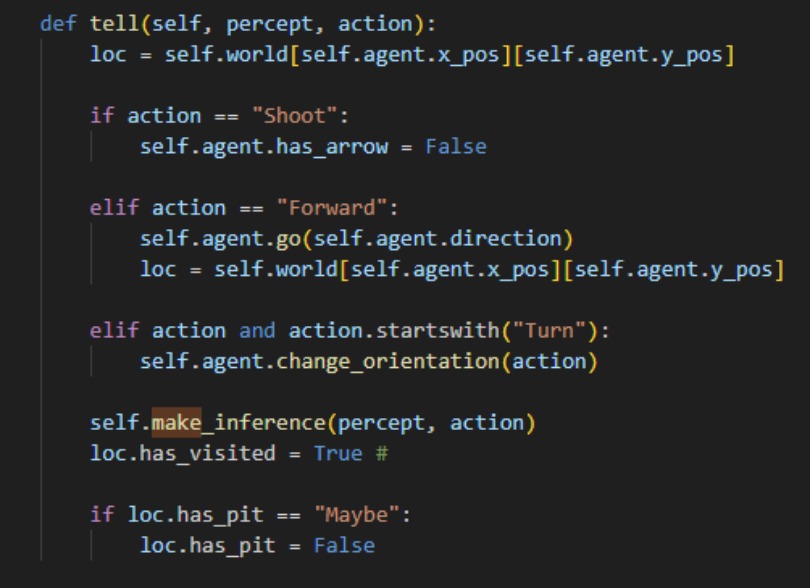 def tell(self, percept, action):
    loc = self.world[self.agent.x_pos][self.agent.y_pos]

    if action == "Shoot":
        self.agent.has_arrow = False

    elif action == "Forward":
        self.agent.go(self.agent.direction)
        loc = self.world[self.agent.x_pos][self.agent.y_pos]

    elif action and action.startswith("Turn"):
        self.agent.change_orientation(action)

    self.make_inference(percept, action)
    loc.has_visited = True #

    if loc.has_pit == "Maybe":
        loc.has_pit = False